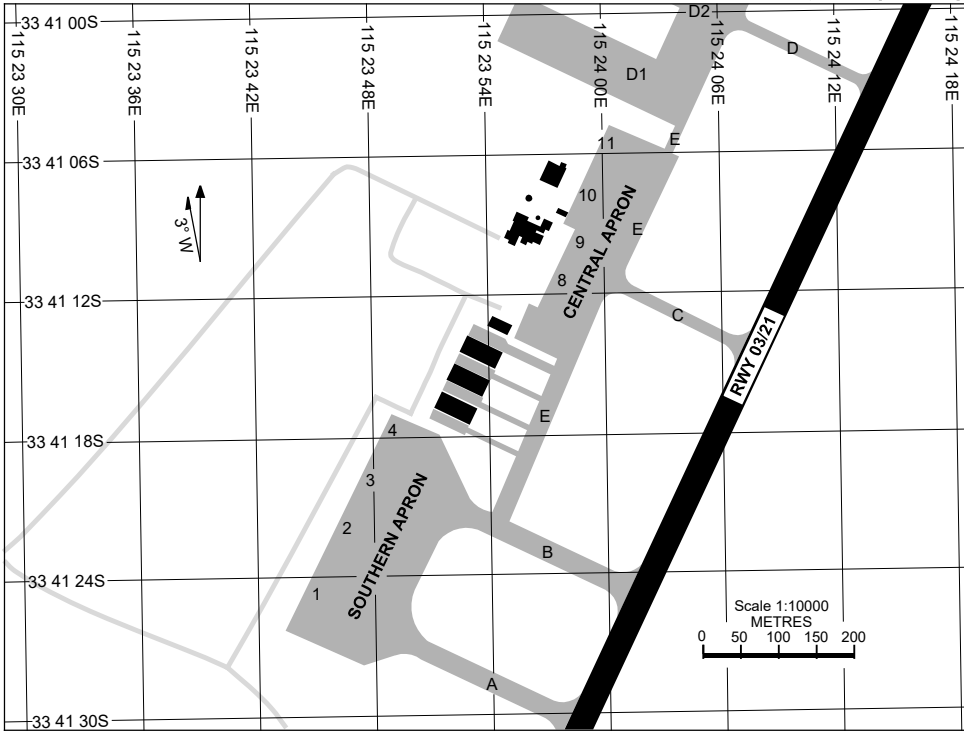 33 41 00S
115 23 30E
115 23 36E
115 23 42E
115 23 48E
115 23 54E
115 24 00E
115 24 06E
115 24 12E
115 24 18E
D2
D
D1
E
11
33 41 06S
10
3° W
E
9
CENTRAL APRON
8
33 41 12S
C
RWY 03/21
E
4
33 41 18S
3
SOUTHERN APRON
2
B
33 41 24S
1
Scale 1:10000
METRES
0 50 100 150 200
A
33 41 30S